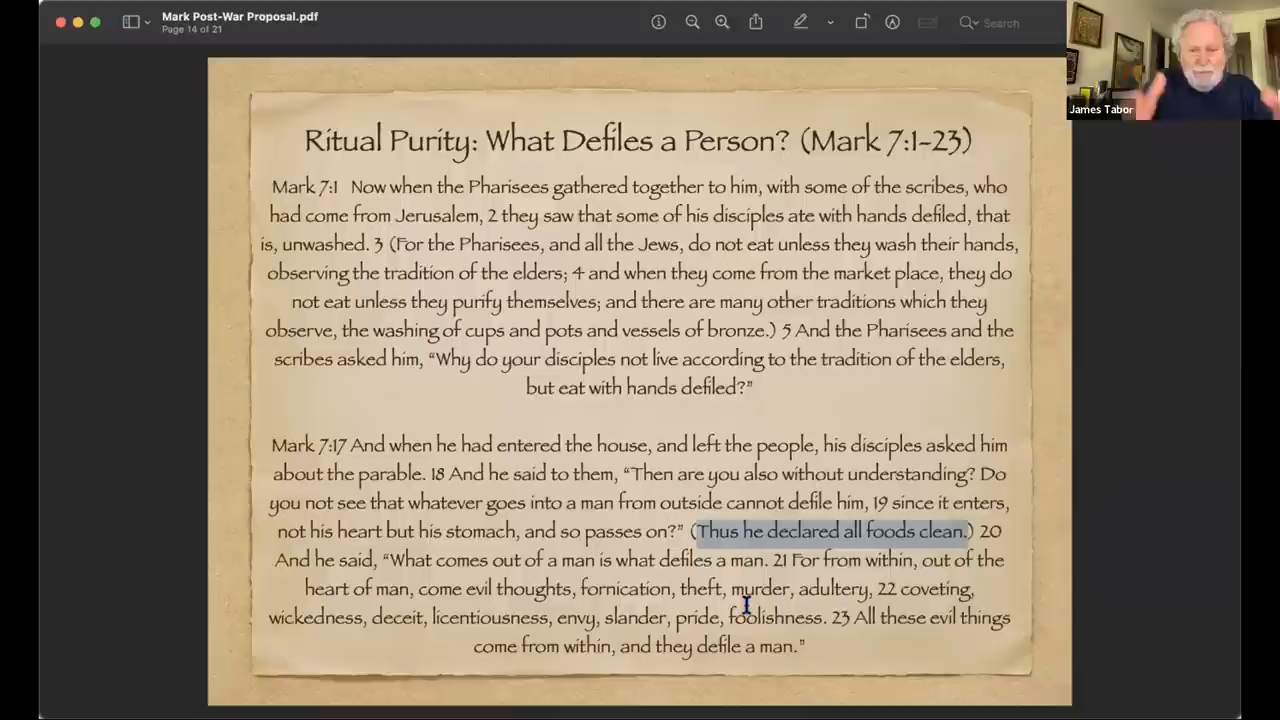 Mark Post-War Proposal.pdf
Page 14 of 21
Search
James Tabor
Ritual Purity: What Defiles a Person? (Mark 7:1-23)
Mark 7:1 Now when the Pharisees gathered together to him, with some of the scribes, who
had come from Jerusalem, 2 they saw that some of his disciples ate with hands defiled, that
is, unwashed. 3 (For the Pharisees, and all the Jews, do not eat unless they wash their hands,
observing the tradition of the elders; 4 and when they come from the market place, they do
not eat unless they purify themselves; and there are many other traditions which they
observe, the washing of cups and pots and vessels of bronze.) 5 And the Pharisees and the
scribes asked him, “Why do your disciples not live according to the tradition of the elders,
but eat with hands defiled?”
Mark 7:17 And when he had entered the house, and left the people, his disciples asked him
about the parable. 18 And he said to them, “Then are you also without understanding? Do
you not see that whatever goes into a man from outside cannot defile him, 19 since it enters,
not his heart but his stomach, and so passes on?” (Thus he declared all foods clean.) 20
And he said, “What comes out of a man is what defiles a man. 21 For from within, out of the
heart of man, come evil thoughts, fornication, theft, murder, adultery, 22 coveting,
wickedness, deceit, licentiousness, envy, slander, pride, foolishness. 23 All these evil things
come from within, and they defile a man.”